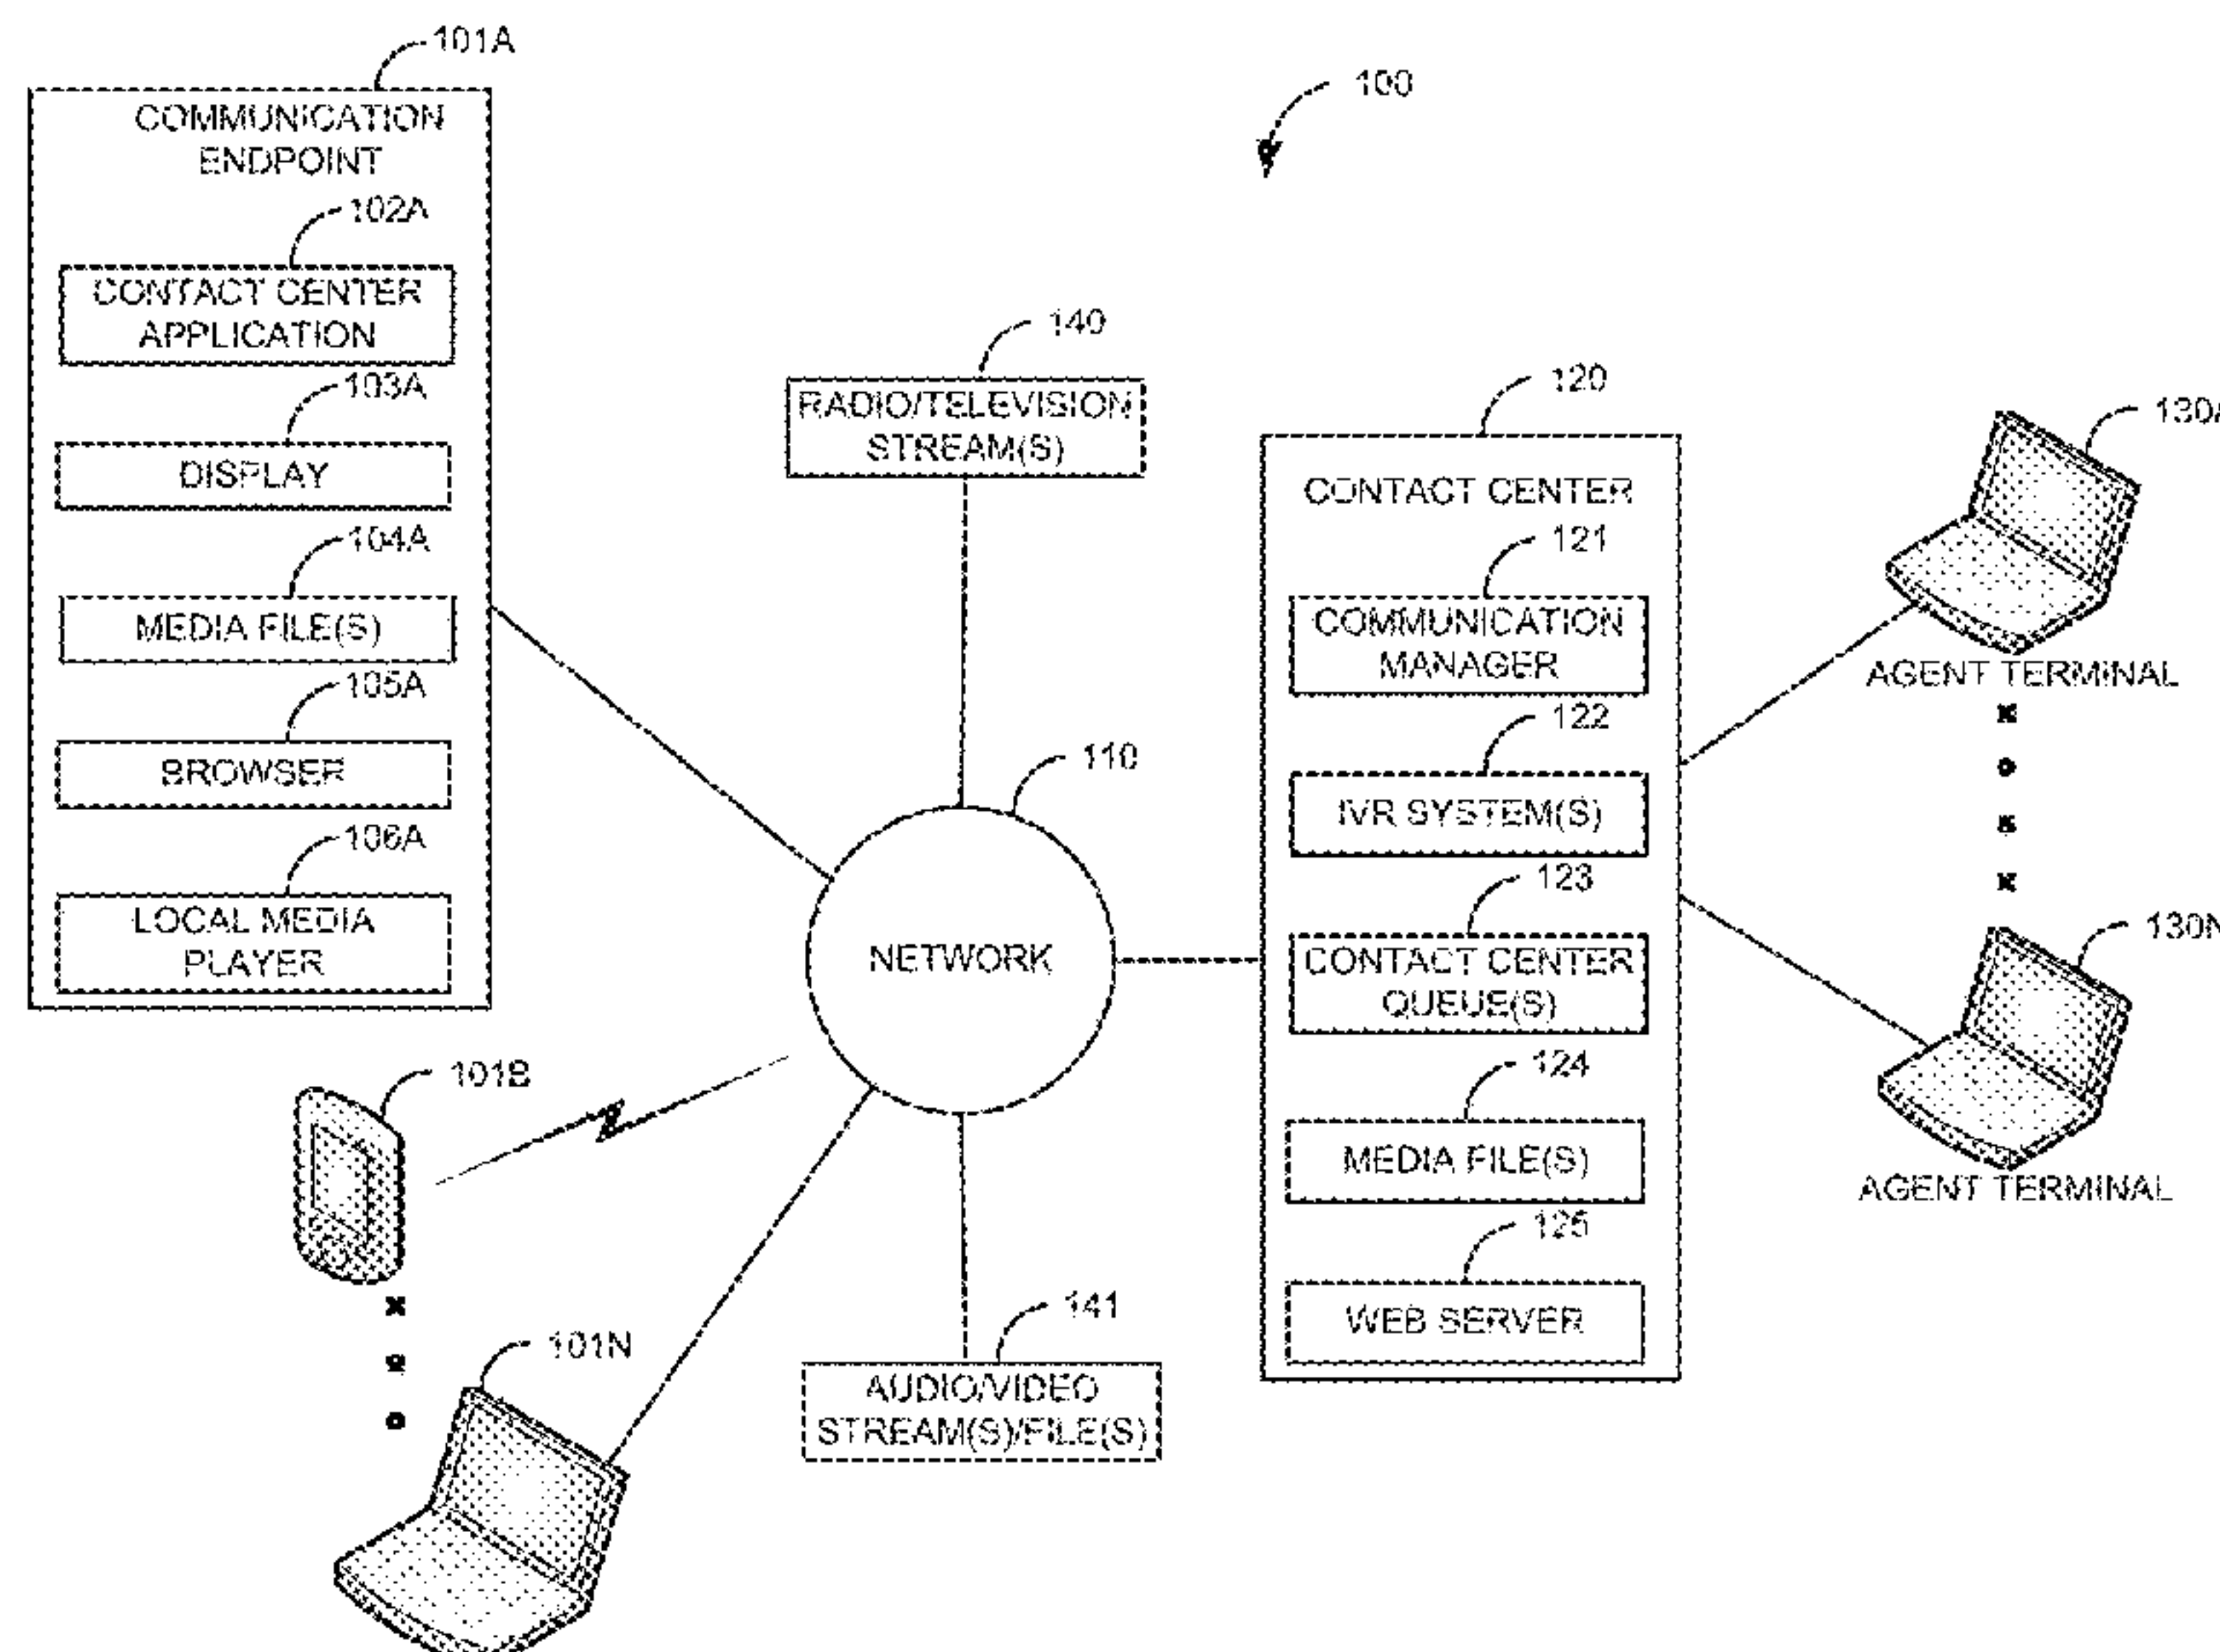 101A
COMMUNICATION
ENDPOINT
102A
CONTACT CENTER
APPLICATION
103A
DISPLAY
104A
MEDIA FILE(S)
105A
BROWSER
106A
LOCAL MEDIA
PLAYER
100
140
RADIO/TELEVISION
STREAM(S)
110
NETWORK
120
CONTACT CENTER
121
COMMUNICATION
MANAGER
122
IVR SYSTEM(S)
123
CONTACT CENTER
QUEUE(S)
124
MEDIA FILE(S)
125
WEB SERVER
130A
AGENT TERMINAL
130N
AGENT TERMINAL
101B
101N
141
AUDIO/VIDEO
STREAM(S)/FILE(S)